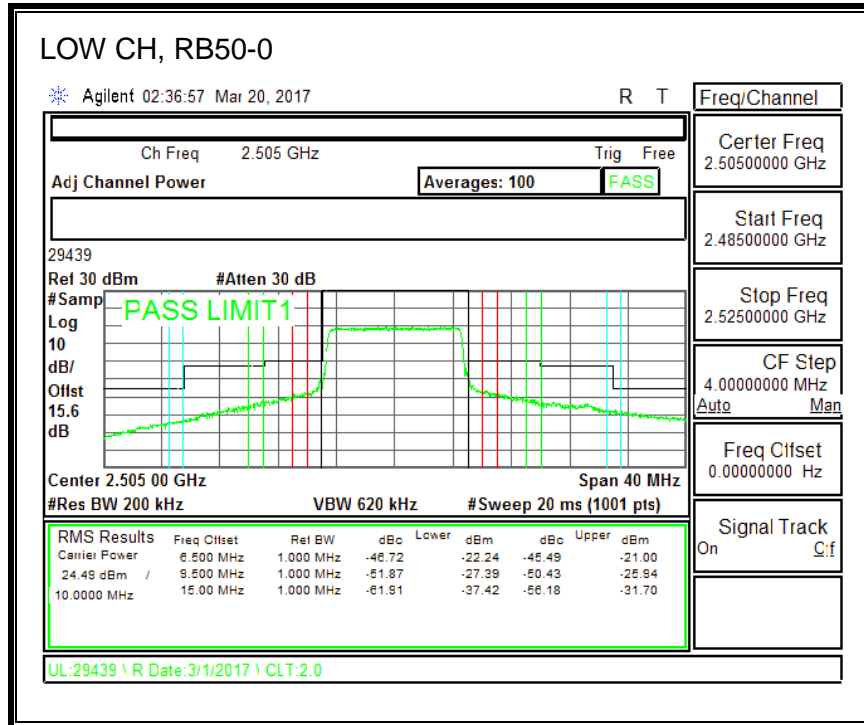 LOW CH, RB50-0
Agilent 02:36:57 Mar 20, 2017 R T
Freq/Channel
Ch Freq 2.505 GHz Trig Free
Adj Channel Power Averages: 100 PASS
Center Freq
2.50500000 GHz
Start Freq
2.48500000 GHz
29439
Ref 30 dBm #Atten 30 dB
#Samp
PASS LIMIT1
Log
10
dB/
Offst
15.6
dB
Stop Freq
2.52500000 GHz
CF Step
4.00000000 MHz
Auto Man
Center 2.505 00 GHz Span 40 MHz
#Res BW 200 kHz VBW 620 kHz #Sweep 20 ms (1001 pts)
Freq Offset
0.00000000 Hz
RMS Results Freq Offset Ref BW dBc Lower dBm dBc Upper dBm
Carrier Power 6.500 MHz 1.000 MHz -46.72 -22.24 -45.49 -21.00
24.49 dBm / 9.500 MHz 1.000 MHz -51.87 -27.39 -50.43 -25.94
10.0000 MHz 15.00 MHz 1.000 MHz -61.91 -37.42 -56.18 -31.70
Signal Track
On Off
UL:29439 \ R Date:3/1/2017 \ CLT:2.0